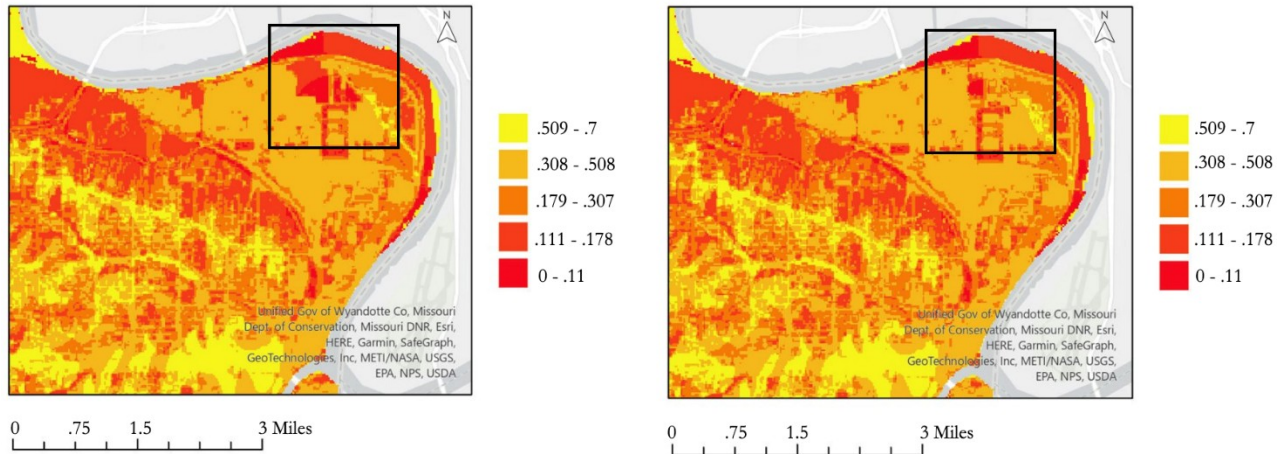 N
.509 - .7
.308 - .508
.179 - .307
.111 - .178
0 - .11
Unified Gov of Wyandotte Co, Missouri
Dept. of Conservation, Missouri DNR, Esri,
HERE, Garmin, SafeGraph,
GeoTechnologies, Inc, METI/NASA, USGS,
EPA, NPS, USDA
0 .75 1.5 3 Miles
N
.509 - .7
.308 - .508
.179 - .307
.111 - .178
0 - .11
Unified Gov of Wyandotte Co, Missouri
Dept. of Conservation, Missouri DNR, Esri,
HERE, Garmin, SafeGraph,
GeoTechnologies, Inc, METI/NASA, USGS,
EPA, NPS, USDA
0 .75 1.5 3 Miles